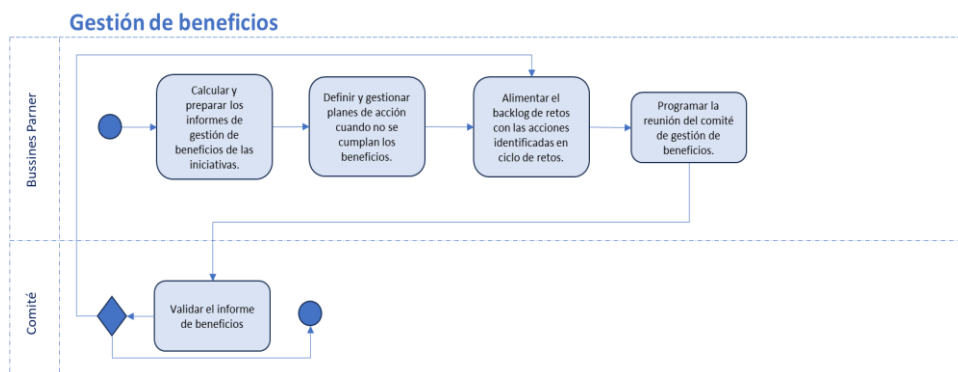 Gestión de beneficios
Bussines Parner
Calcular y
preparar los
informes de
gestión de
beneficios de las
iniciativas.
Definir y gestionar
planes de acción
cuando no se
cumplan los
beneficios.
Alimentar el
backlog de retos
con las acciones
identificadas en
ciclo de retos.
Programar la
reunión del comité
de gestión de
beneficios.
Comité
Validar el informe
de beneficios